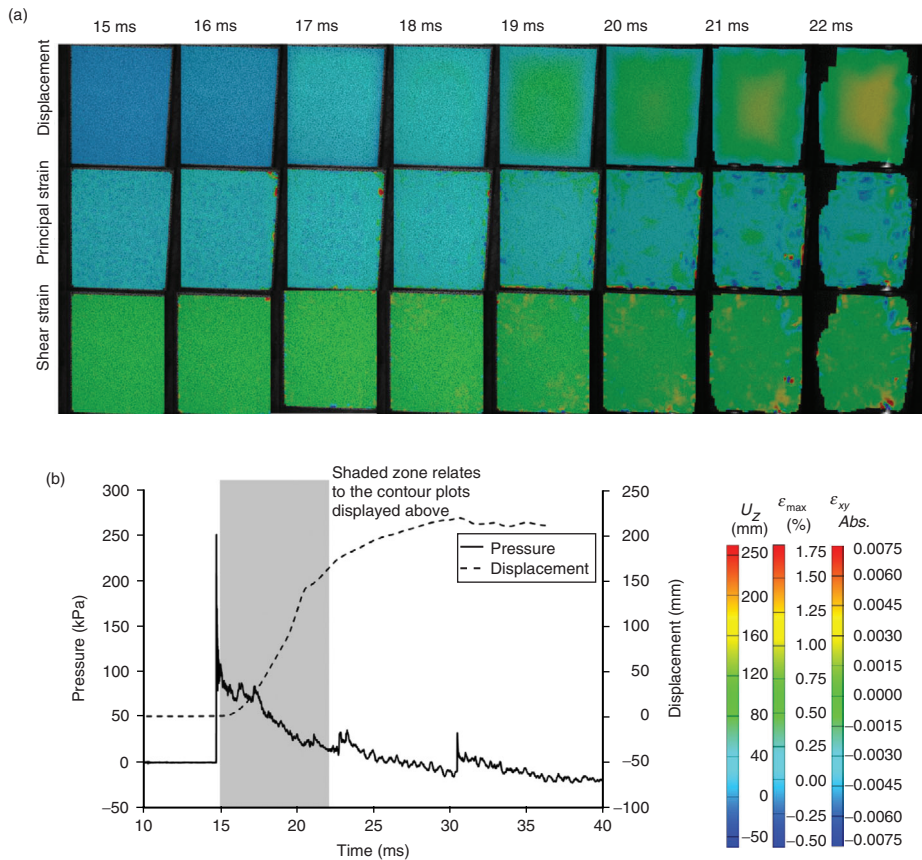 (a)
15 ms 16 ms 17 ms 18 ms 19 ms 20 ms 21 ms 22 ms
Displacement
Principal strain
Shear strain
(b)
Shaded zone relates
to the contour plots
displayed above
Pressure
Displacement
Pressure (kPa)
300
250
200
150
100
50
0
−50
10 15 20 25 30 35 40
Time (ms)
250
200
150
100
50
0
−50
−100
Displacement (mm)
U_Z
(mm)
250
200
160
120
80
40
0
−50
ε_max
(%)
1.75
1.50
1.25
1.00
0.75
0.50
0.25
0.00
−0.25
−0.50
ε_xy
Abs.
0.0075
0.0060
0.0045
0.0030
0.0015
0.0000
−0.0015
−0.0030
−0.0045
−0.0060
−0.0075